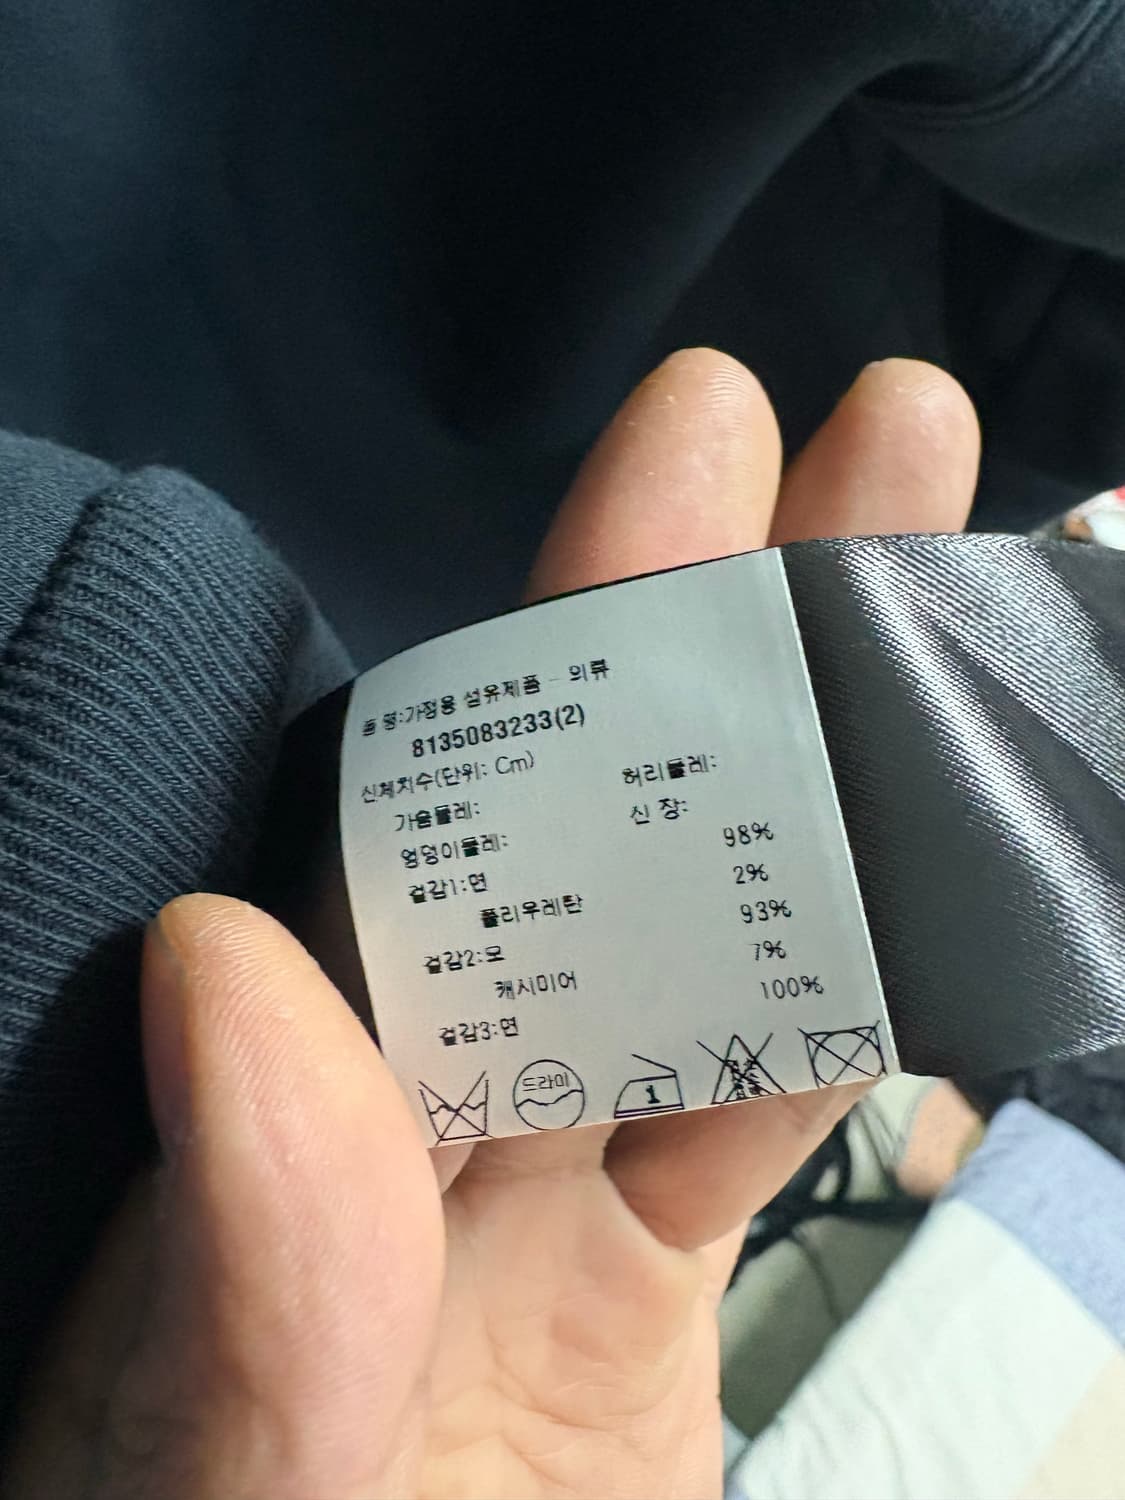 품 명:가정용 섬유제품 - 의류
8135083233(2)
신체치수(단위: Cm)
가슴둘레: 허리둘레:
엉덩이둘레: 신 장:
겉감1:면 98%
폴리우레탄 2%
겉감2:모 93%
캐시미어 7%
겉감3:면 100%
드라이 1